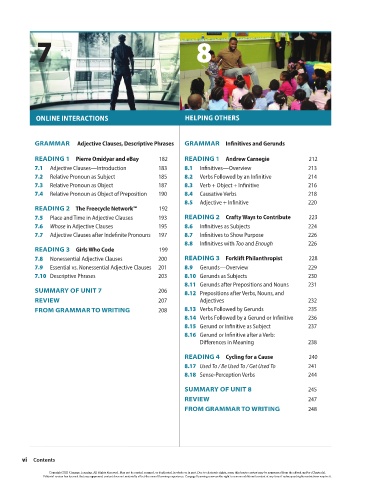 7
ONLINE INTERACTIONS
GRAMMAR Adjective Clauses, Descriptive Phrases
READING 1 Pierre Omidyar and eBay 182
7.1 Adjective Clauses—Introduction 183
7.2 Relative Pronoun as Subject 185
7.3 Relative Pronoun as Object 187
7.4 Relative Pronoun as Object of Preposition 190
READING 2 The Freecycle Network™ 192
7.5 Place and Time in Adjective Clauses 193
7.6 Whose in Adjective Clauses 195
7.7 Adjective Clauses after Indefinite Pronouns 197
READING 3 Girls Who Code 199
7.8 Nonessential Adjective Clauses 200
7.9 Essential vs. Nonessential Adjective Clauses 201
7.10 Descriptive Phrases 203
SUMMARY OF UNIT 7 206
REVIEW 207
FROM GRAMMAR TO WRITING 208
8
HELPING OTHERS
GRAMMAR Infinitives and Gerunds
READING 1 Andrew Carnegie 212
8.1 Infinitives—Overview 213
8.2 Verbs Followed by an Infinitive 214
8.3 Verb + Object + Infinitive 216
8.4 Causative Verbs 218
8.5 Adjective + Infinitive 220
READING 2 Crafty Ways to Contribute 223
8.6 Infinitives as Subjects 224
8.7 Infinitives to Show Purpose 226
8.8 Infinitives with Too and Enough 226
READING 3 Forklift Philanthropist 228
8.9 Gerunds—Overview 229
8.10 Gerunds as Subjects 230
8.11 Gerunds after Prepositions and Nouns 231
8.12 Prepositions after Verbs, Nouns, and
Adjectives 232
8.13 Verbs Followed by Gerunds 235
8.14 Verbs Followed by a Gerund or Infinitive 236
8.15 Gerund or Infinitive as Subject 237
8.16 Gerund or Infinitive after a Verb:
Differences in Meaning 238
READING 4 Cycling for a Cause 240
8.17 Used To / Be Used To / Get Used To 241
8.18 Sense-Perception Verbs 244
SUMMARY OF UNIT 8 245
REVIEW 247
FROM GRAMMAR TO WRITING 248
vi Contents